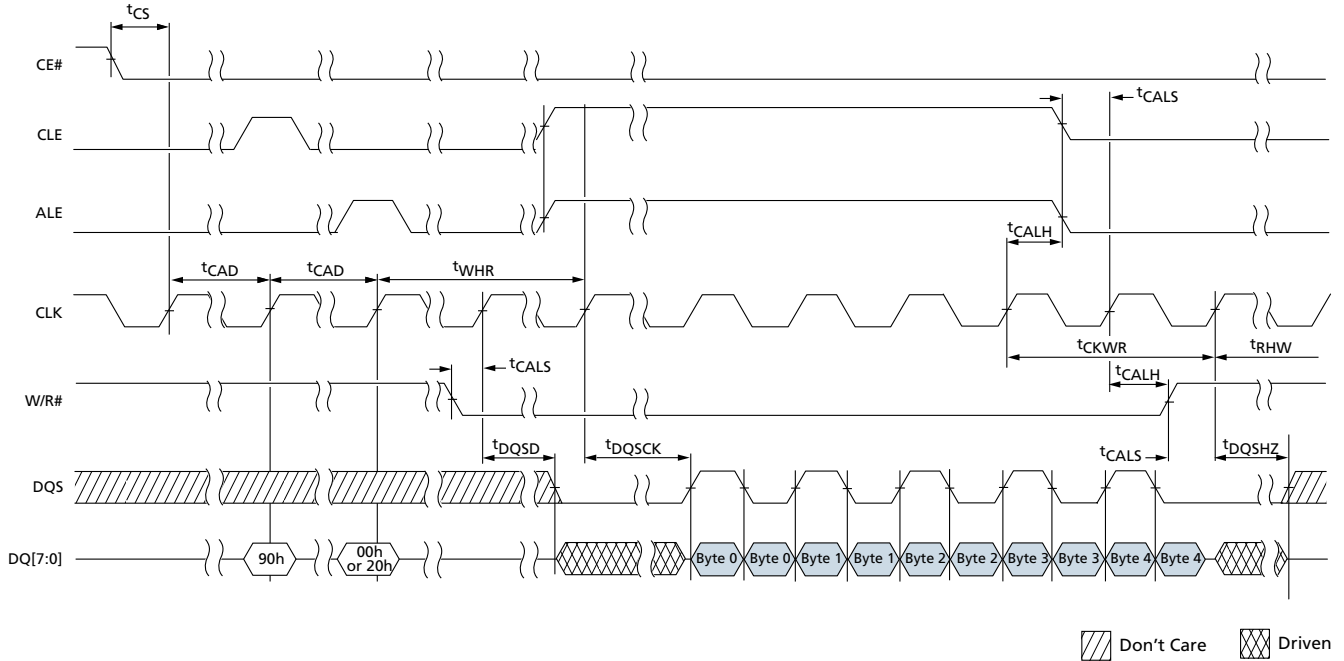 tCS
CE#
tCALS
CLE
ALE
tCALH
tCAD tCAD tWHR
CLK
tCKWR tRHW
tCALS tCALH
W/R#
tDQSD tDQSCK tCALS tDQSHZ
DQS
DQ[7:0] 90h 00h or 20h Byte 0 Byte 0 Byte 1 Byte 1 Byte 2 Byte 2 Byte 3 Byte 3 Byte 4 Byte 4
Don't Care Driven